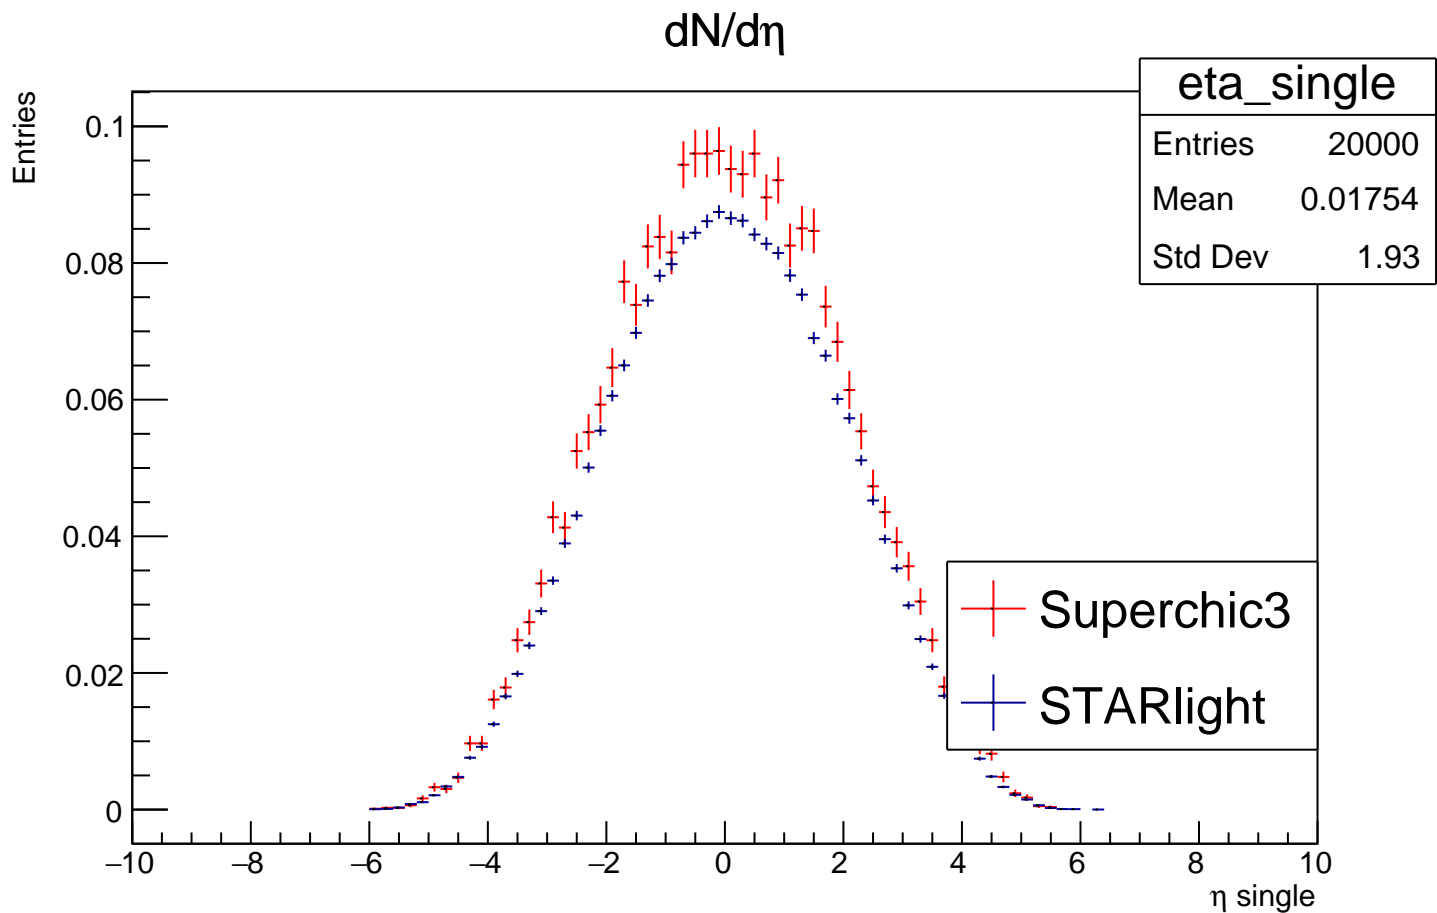 dN/dη
eta_single
Entries 20000
Mean 0.01754
Std Dev 1.93
Entries
0.1
0.08
0.06
0.04
0.02
0
Superchic3
STARlight
−10 −8 −6 −4 −2 0 2 4 6 8 10
η single